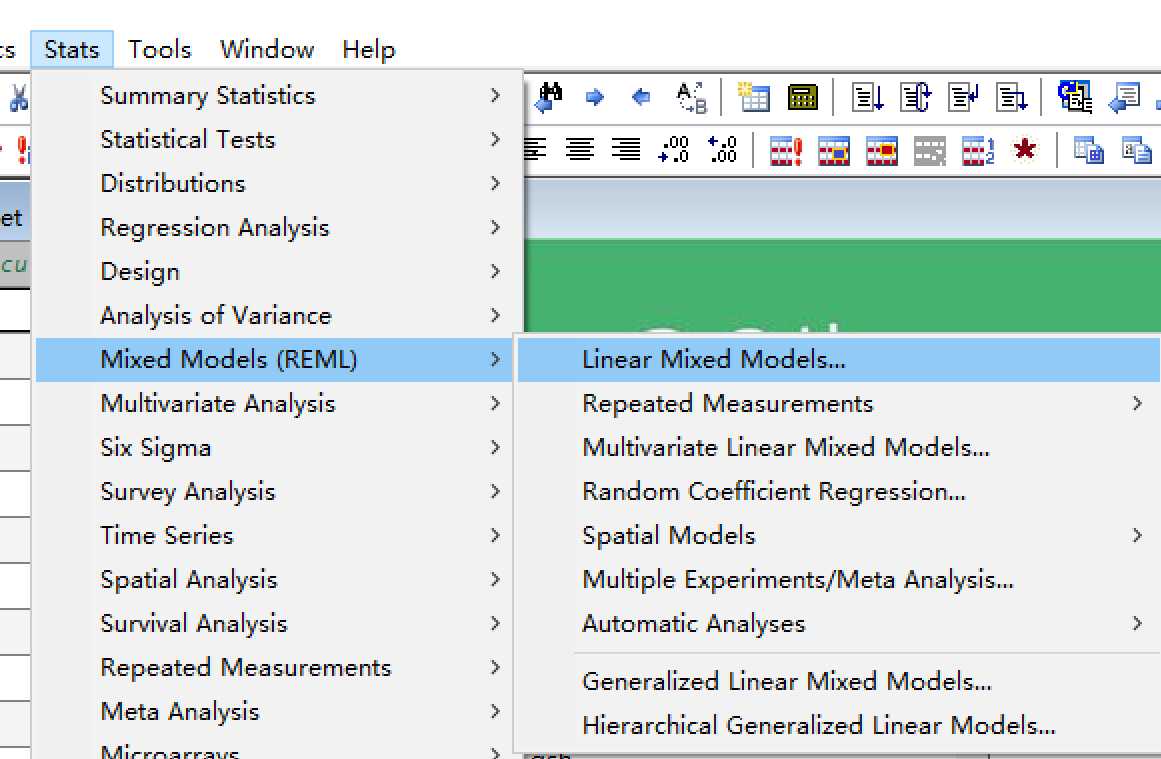 Stats Tools Window Help
Summary Statistics
Statistical Tests
Distributions
Regression Analysis
Design
Analysis of Variance
Mixed Models (REML)
Multivariate Analysis
Six Sigma
Survey Analysis
Time Series
Spatial Analysis
Survival Analysis
Repeated Measurements
Meta Analysis
Microarrays
Linear Mixed Models...
Repeated Measurements
Multivariate Linear Mixed Models...
Random Coefficient Regression...
Spatial Models
Multiple Experiments/Meta Analysis...
Automatic Analyses
Generalized Linear Mixed Models...
Hierarchical Generalized Linear Models...